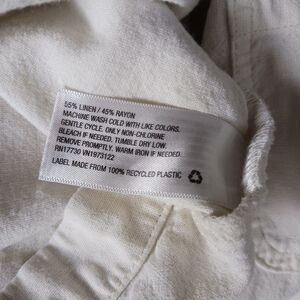 55% LINEN / 45% RAYON
MACHINE WASH COLD WITH LIKE COLORS.
GENTLE CYCLE. ONLY NON-CHLORINE
BLEACH IF NEEDED. TUMBLE DRY LOW.
REMOVE PROMPTLY. WARM IRON IF NEEDED.
RN17730 VN1973122
LABEL MADE FROM 100% RECYCLED PLASTIC